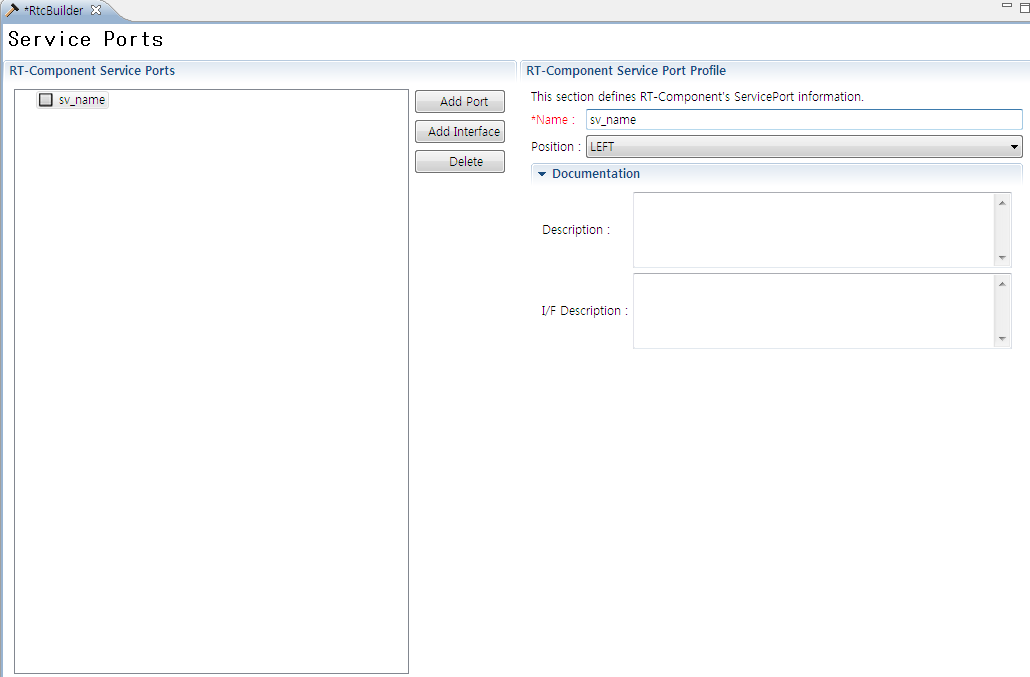 *RtcBuilder
Service Ports
RT-Component Service Ports
sv_name
Add Port
Add Interface
Delete
RT-Component Service Port Profile
This section defines RT-Component's ServicePort information.
*Name : sv_name
Position : LEFT
Documentation
Description :
I/F Description :